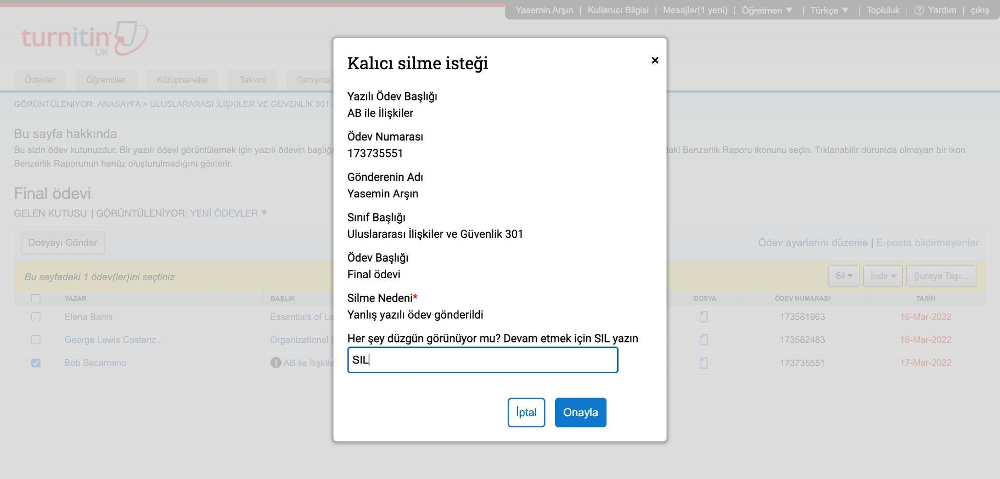 Yasemin Arşın | Kullanıcı Bilgisi | Mesajlar(1 yeni) | Öğretmen ▼ | Türkçe ▼ | Topluluk | ? Yardım | çıkış
turnitin
UK
Ödevler Öğrenciler Kütüphaneler Takvim Tartışma
GÖRÜNTÜLENİYOR: ANASAYFA > ULUSLARARASI İLİŞKİLER VE GÜVENLİK 301 >
Bu sayfa hakkında
Bu sizin ödev kutunuzdur. Bir yazılı ödevi görüntülemek için yazılı ödevin başlığı
daki Benzerlik Raporu ikonunu seçin. Tıklanabilir durumda olmayan bir ikon
Benzerlik Raporunun henüz oluşturulmadığını gösterir.
Final ödevi
GELEN KUTUSU | GÖRÜNTÜLENİYOR: YENİ ÖDEVLER ▼
Dosyayı Gönder
Ödev ayarlarını düzenle | E-posta bildirmeyenler
Bu sayfadaki 1 ödev(ler)ini seçtiniz
Sil ▾ İndir ▾ Şuraya Taşı...
YAZAR BAŞLIK DOSYA ÖDEV NUMARASI TARİH
Elena Banis Essentials of Le 173581963 16-Mar-2022
George Lewis Costanz... Organizational 173582483 16-Mar-2022
Bob Sacamano AB ile İlişkile 173735551 17-Mar-2022
Kalıcı silme isteği
×
Yazılı Ödev Başlığı
AB ile İlişkiler
Ödev Numarası
173735551
Gönderenin Adı
Yasemin Arşın
Sınıf Başlığı
Uluslararası İlişkiler ve Güvenlik 301
Ödev Başlığı
Final ödevi
Silme Nedeni*
Yanlış yazılı ödev gönderildi
Her şey düzgün görünüyor mu? Devam etmek için SIL yazın
SIL
İptal Onayla